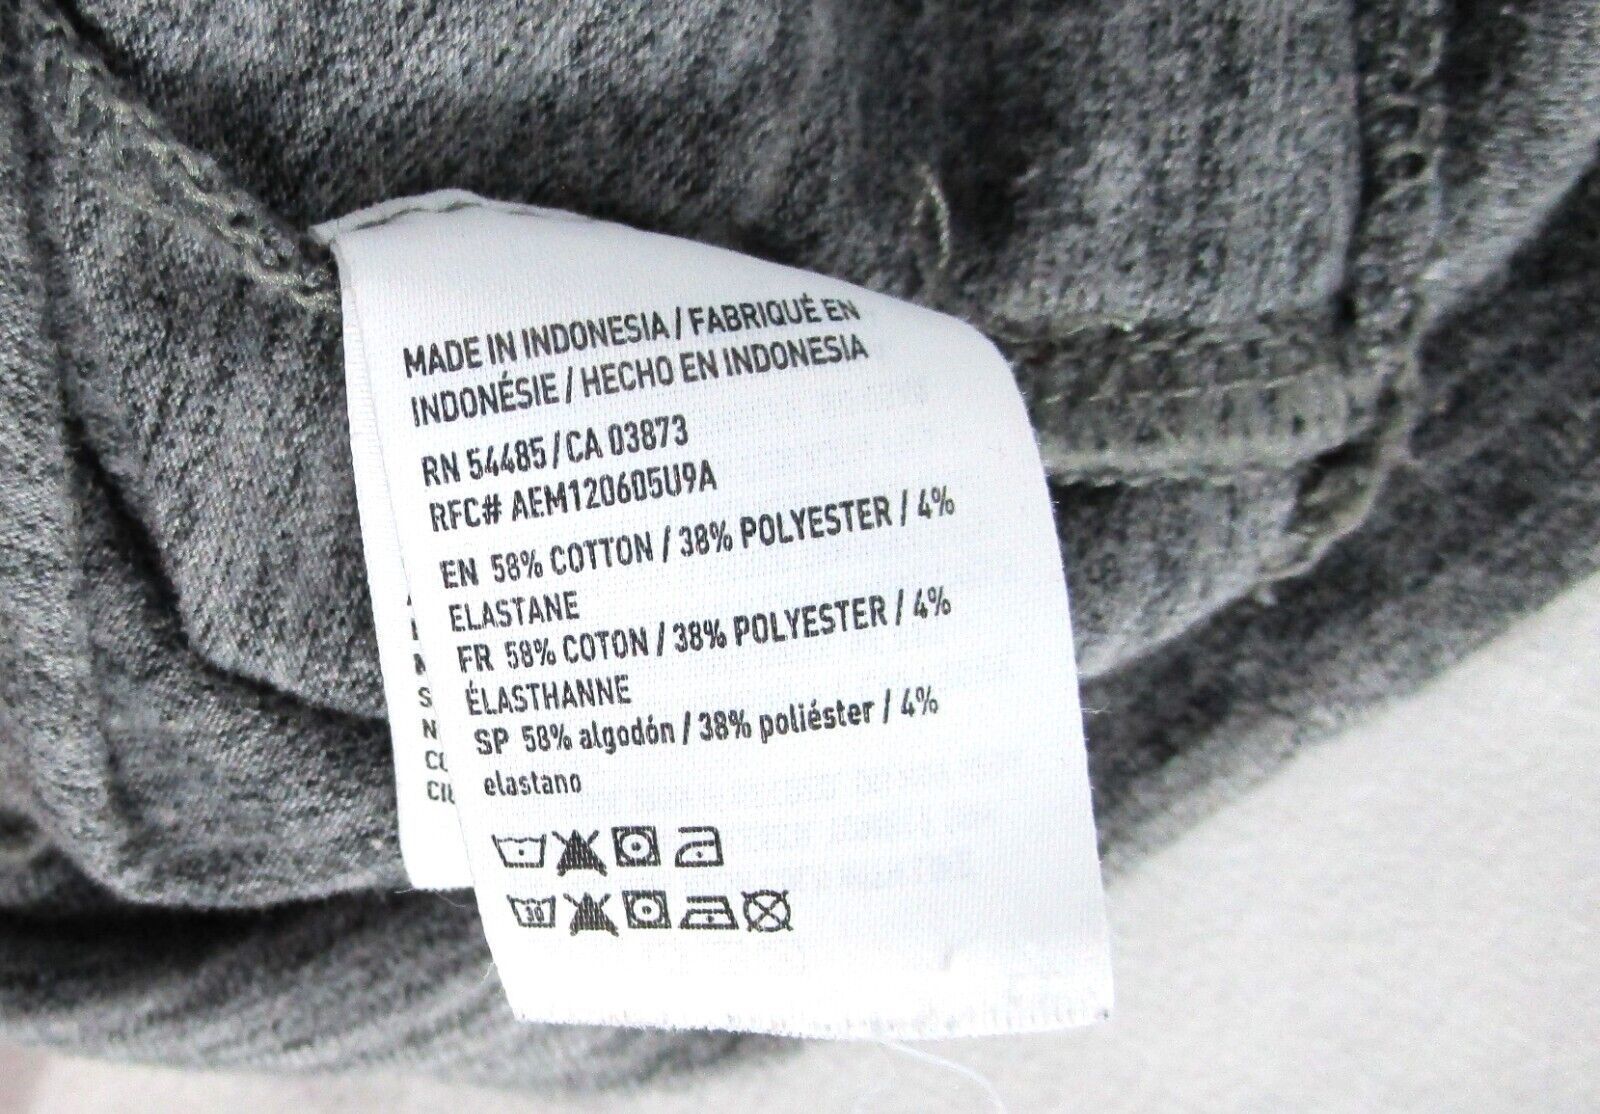 MADE IN INDONESIA / FABRIQUÉ EN
INDONÉSIE / HECHO EN INDONESIA
RN 54485 / CA 03873
RFC# AEM120605U9A
EN 58% COTTON / 38% POLYESTER / 4%
ELASTANE
FR 58% COTON / 38% POLYESTER / 4%
ÉLASTHANNE
SP 58% algodón / 38% poliéster / 4%
elastano
30